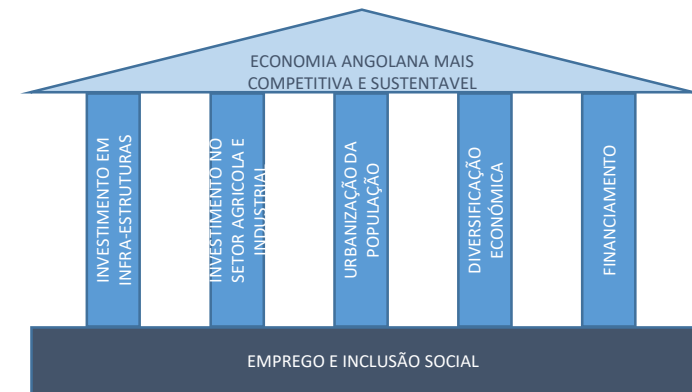 ECONOMIA ANGOLANA MAIS
COMPETITIVA E SUSTENTAVEL
INVESTIMENTO EM
INFRA-ESTRUTURAS
INVESTIMENTO NO
SETOR AGRICOLA E
INDUSTRIAL
URBANIZAÇÃO DA
POPULAÇÃO
DIVERSIFICAÇÃO
ECONÓMICA
FINANCIAMENTO
EMPREGO E INCLUSÃO SOCIAL